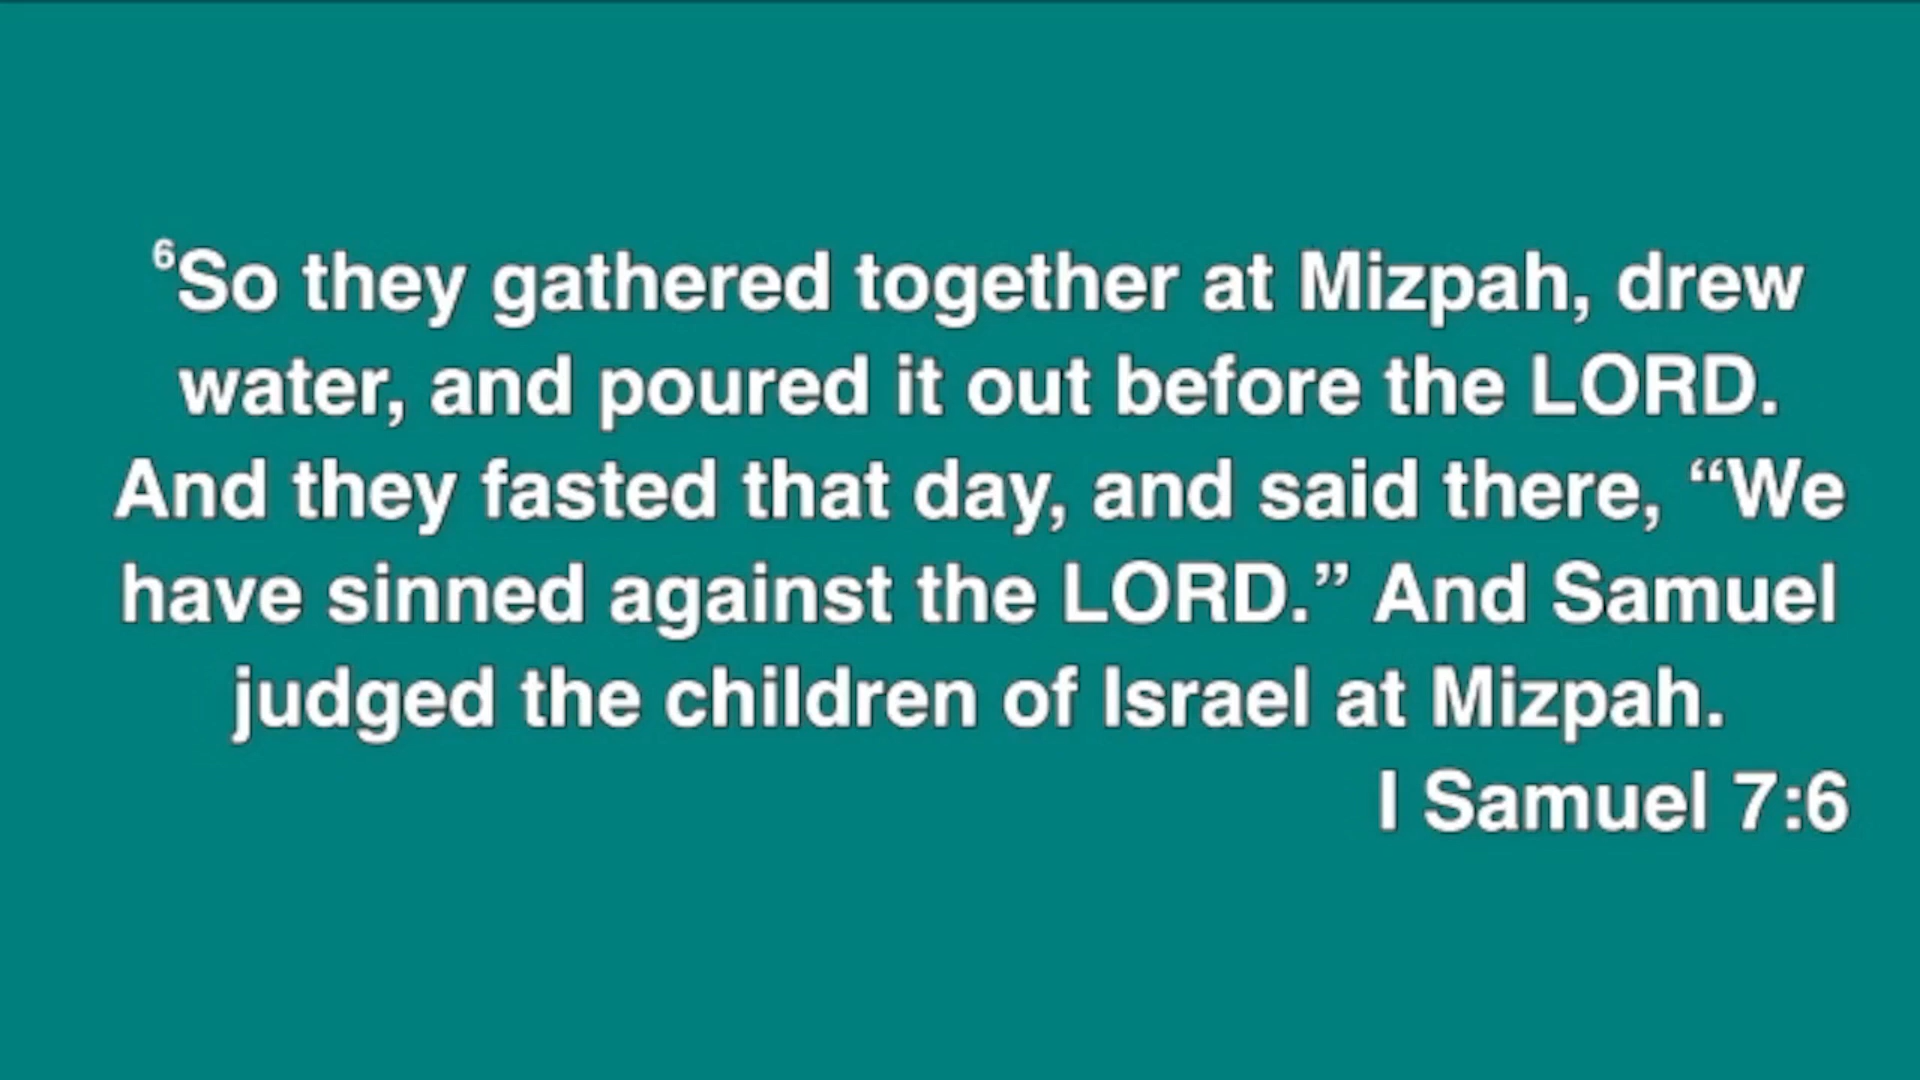 ⁶So they gathered together at Mizpah, drew
water, and poured it out before the LORD.
And they fasted that day, and said there, “We
have sinned against the LORD.” And Samuel
judged the children of Israel at Mizpah.
I Samuel 7:6